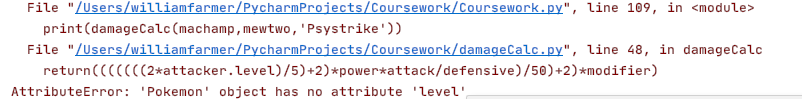 File "/Users/williamfarmer/PycharmProjects/Coursework/Coursework.py", line 109, in <module>
print(damageCalc(machamp,mewtwo,'Psystrike'))
File "/Users/williamfarmer/PycharmProjects/Coursework/damageCalc.py", line 48, in damageCalc
return(((((((2*attacker.level)/5)+2)*power*attack/defensive)/50)+2)*modifier)
AttributeError: 'Pokemon' object has no attribute 'level'